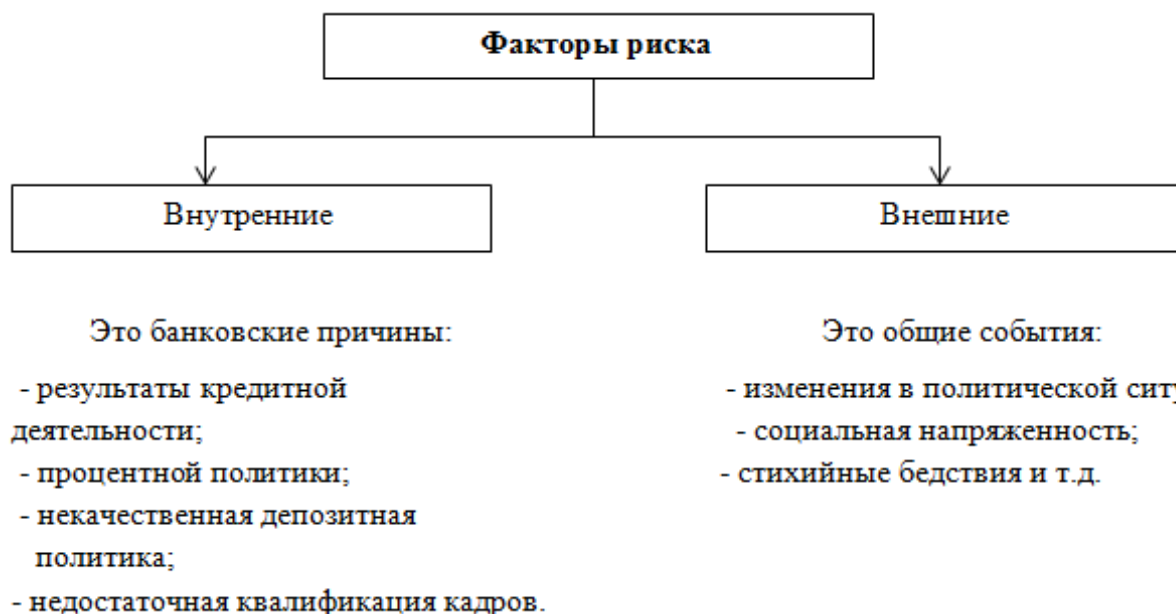 Факторы риска
Внутренние
Внешние
Это банковские причины:
- результаты кредитной
деятельности;
- процентной политики;
- некачественная депозитная
политика;
- недостаточная квалификация кадров.
Это общие события:
- изменения в политической
- социальная напряженность;
- стихийные бедствия и т.д.